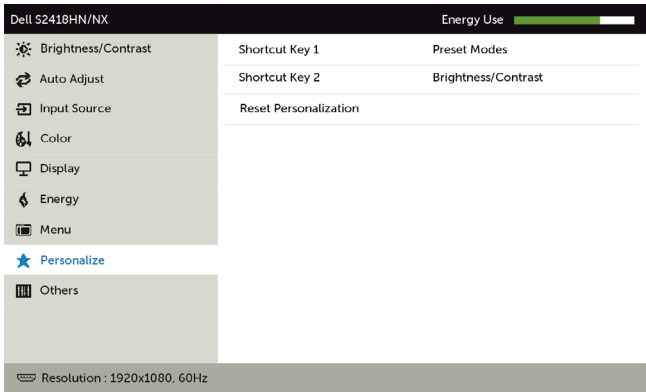 Dell S2418HN/NX Energy Use
Brightness/Contrast
Auto Adjust
Input Source
Color
Display
Energy
Menu
Personalize
Others
Shortcut Key 1 Preset Modes
Shortcut Key 2 Brightness/Contrast
Reset Personalization
Resolution : 1920x1080, 60Hz